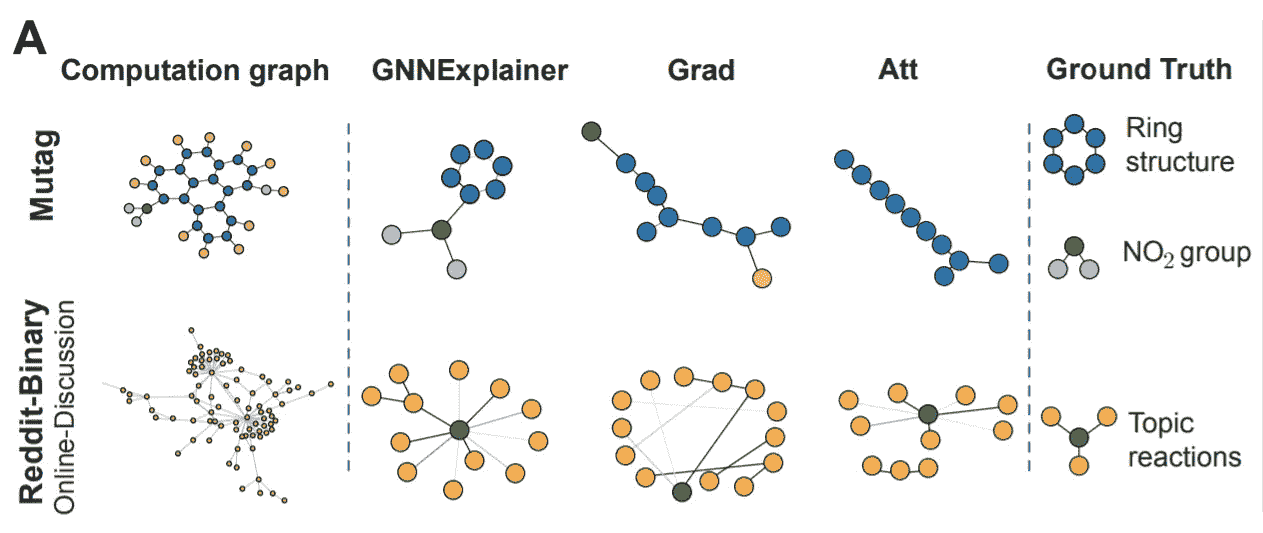 A
Computation graph GNNExplainer Grad Att Ground Truth
Mutag
Ring
structure
NO₂ group
Reddit-Binary
Online-Discussion
Topic
reactions